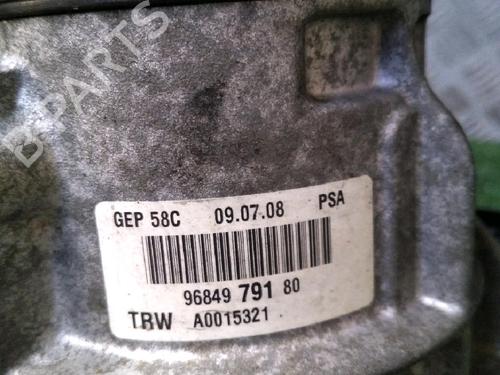 B-PARTS
GEP 58C 09.07.08 PSA
96849 791 80
TRW A0015321